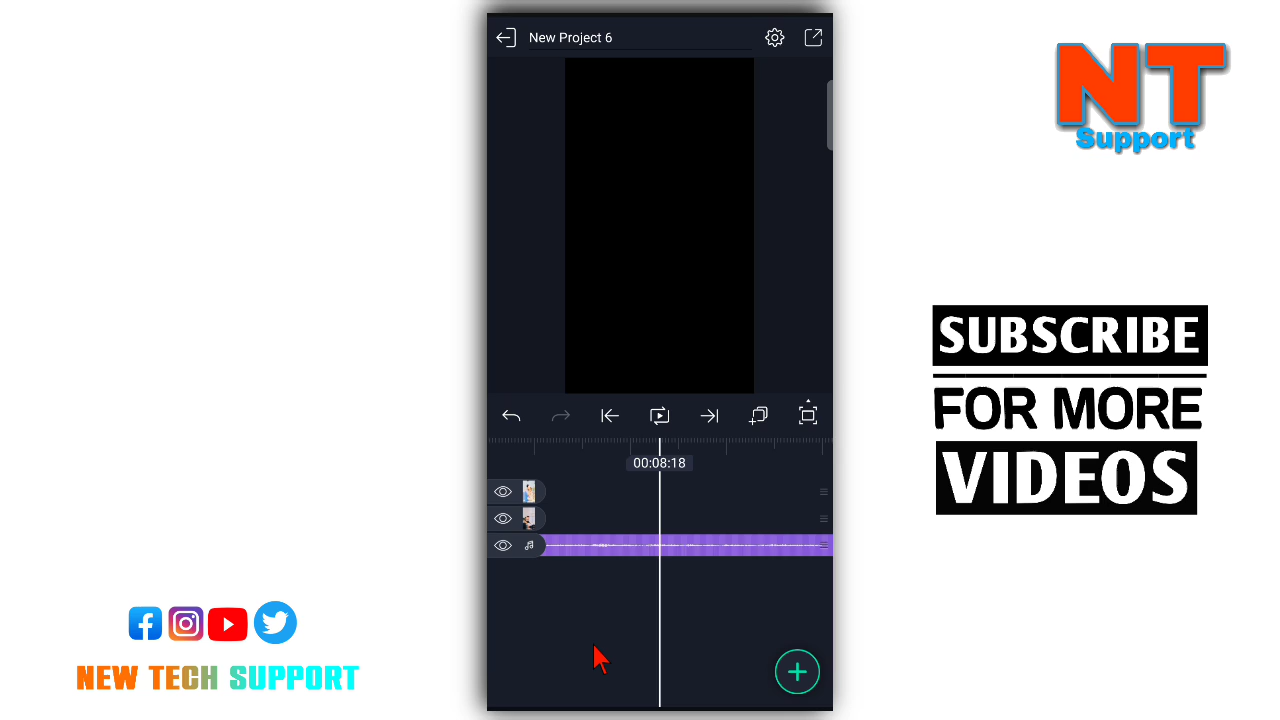 New Project 6
NT
Support
SUBSCRIBE
FOR MORE
VIDEOS
00:08:18
NEW TECH SUPPORT